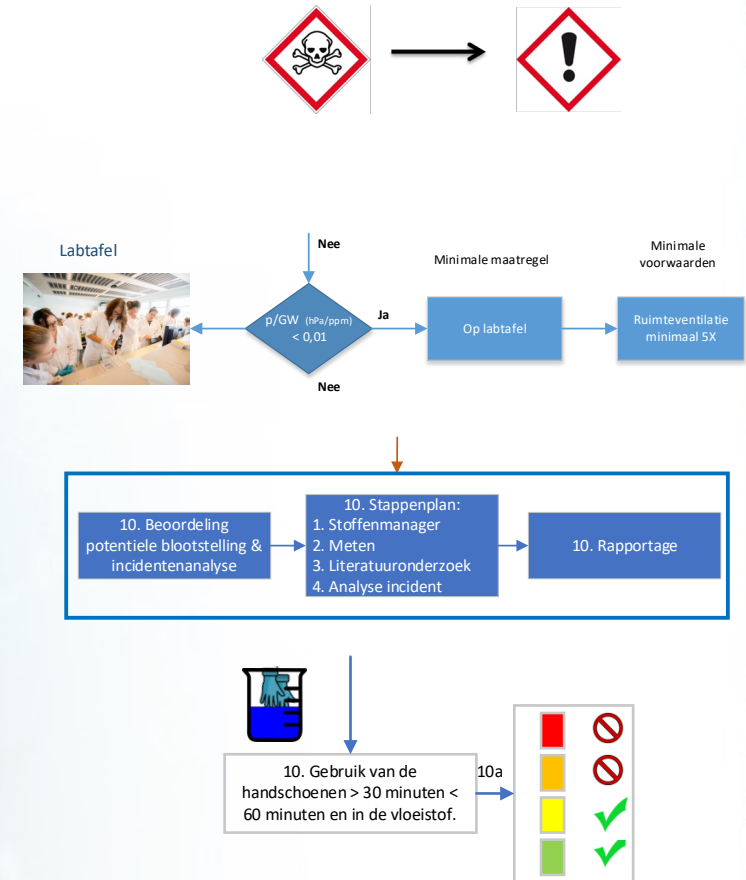 Labtafel
Nee
p/GW (hPa/ppm)
< 0,01
Ja
Nee
Minimale maatregel
Op labtafel
Minimale
voorwaarden
Ruimteventilatie
minimaal 5X
10. Beoordeling
potentiele blootstelling &
incidentenanalyse
10. Stappenplan:
1. Stoffenmanager
2. Meten
3. Literatuuronderzoek
4. Analyse incident
10. Rapportage
10. Gebruik van de
handschoenen > 30 minuten <
60 minuten en in de vloeistof.
10a